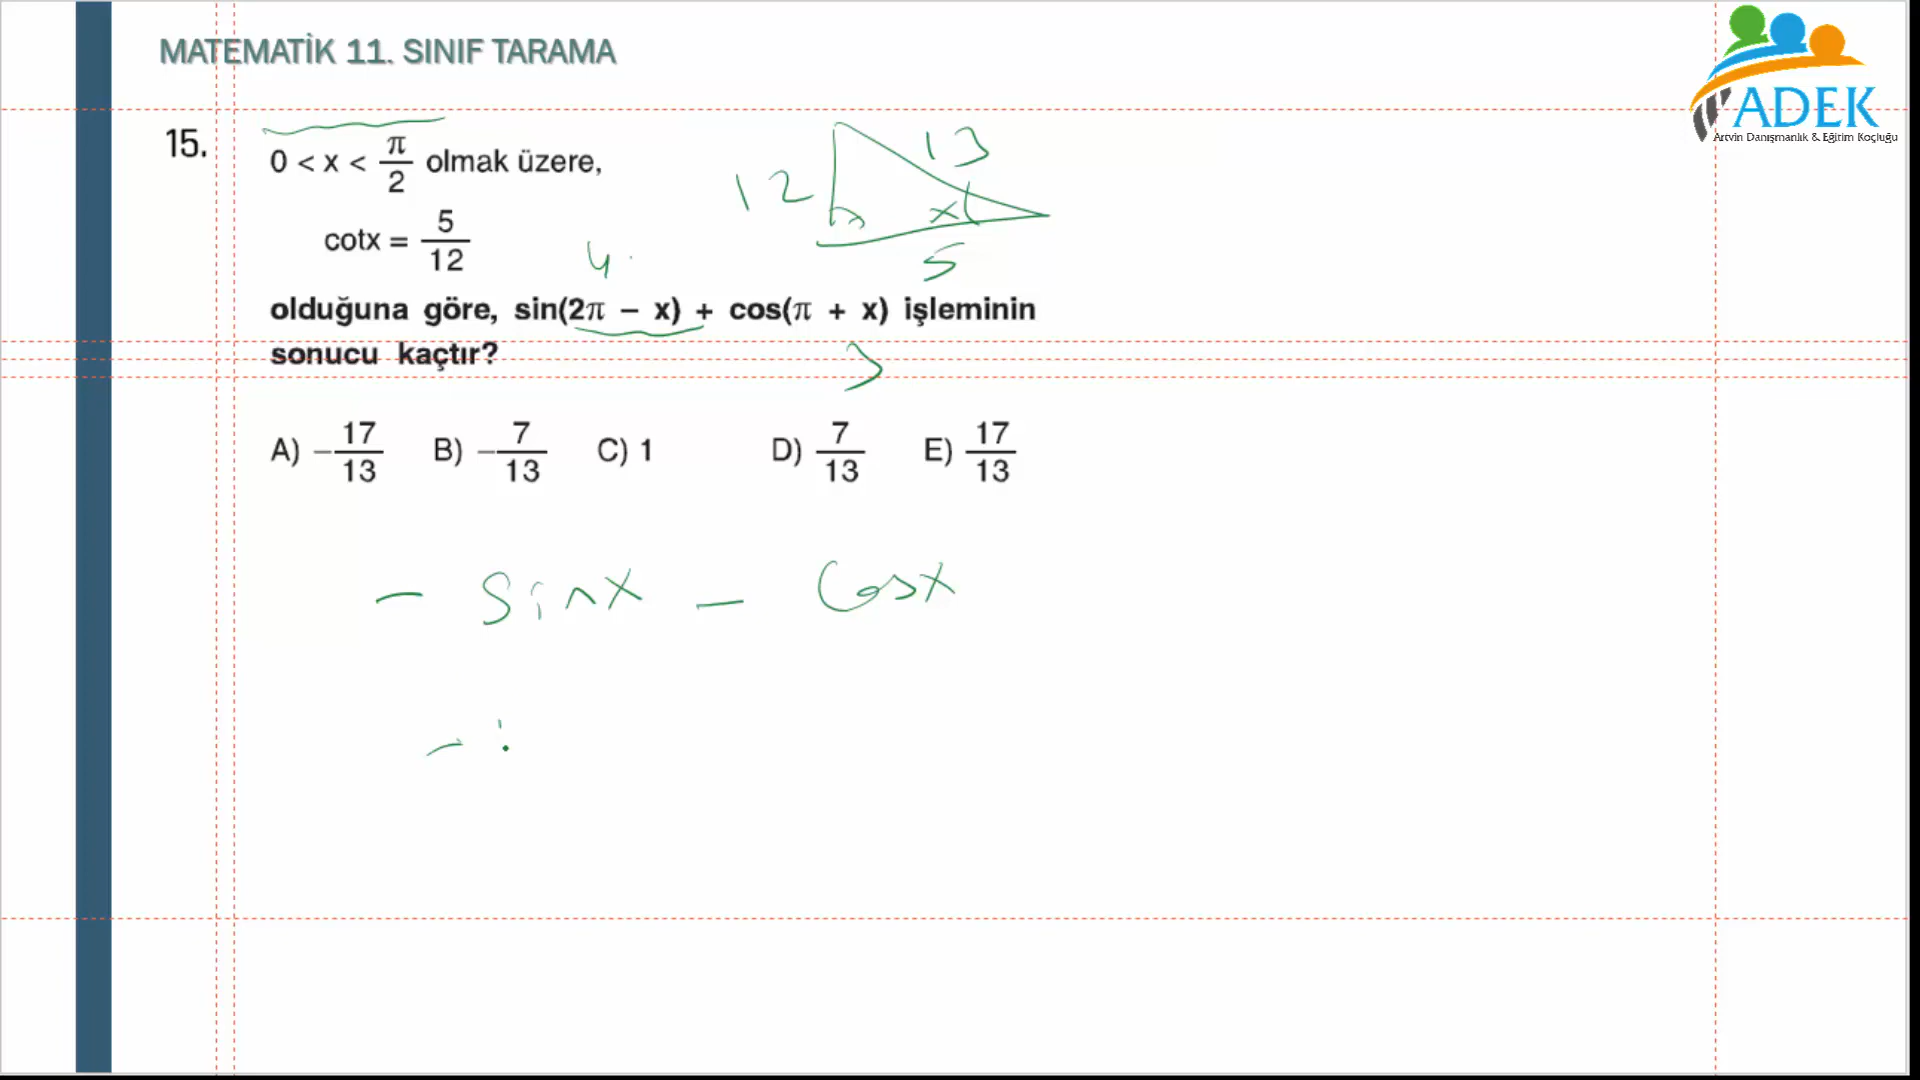 MATEMATİK 11. SINIF TARAMA
ADEK
Artvin Danışmanlık & Eğitim Koçluğu
15. 0 < x < π/2 olmak üzere,
cotx = 5/12
olduğuna göre, sin(2π – x) + cos(π + x) işleminin
sonucu kaçtır?
A) –17/13 B) –7/13 C) 1 D) 7/13 E) 17/13
12 13
x
5
4
3
– sinx – cosx
–